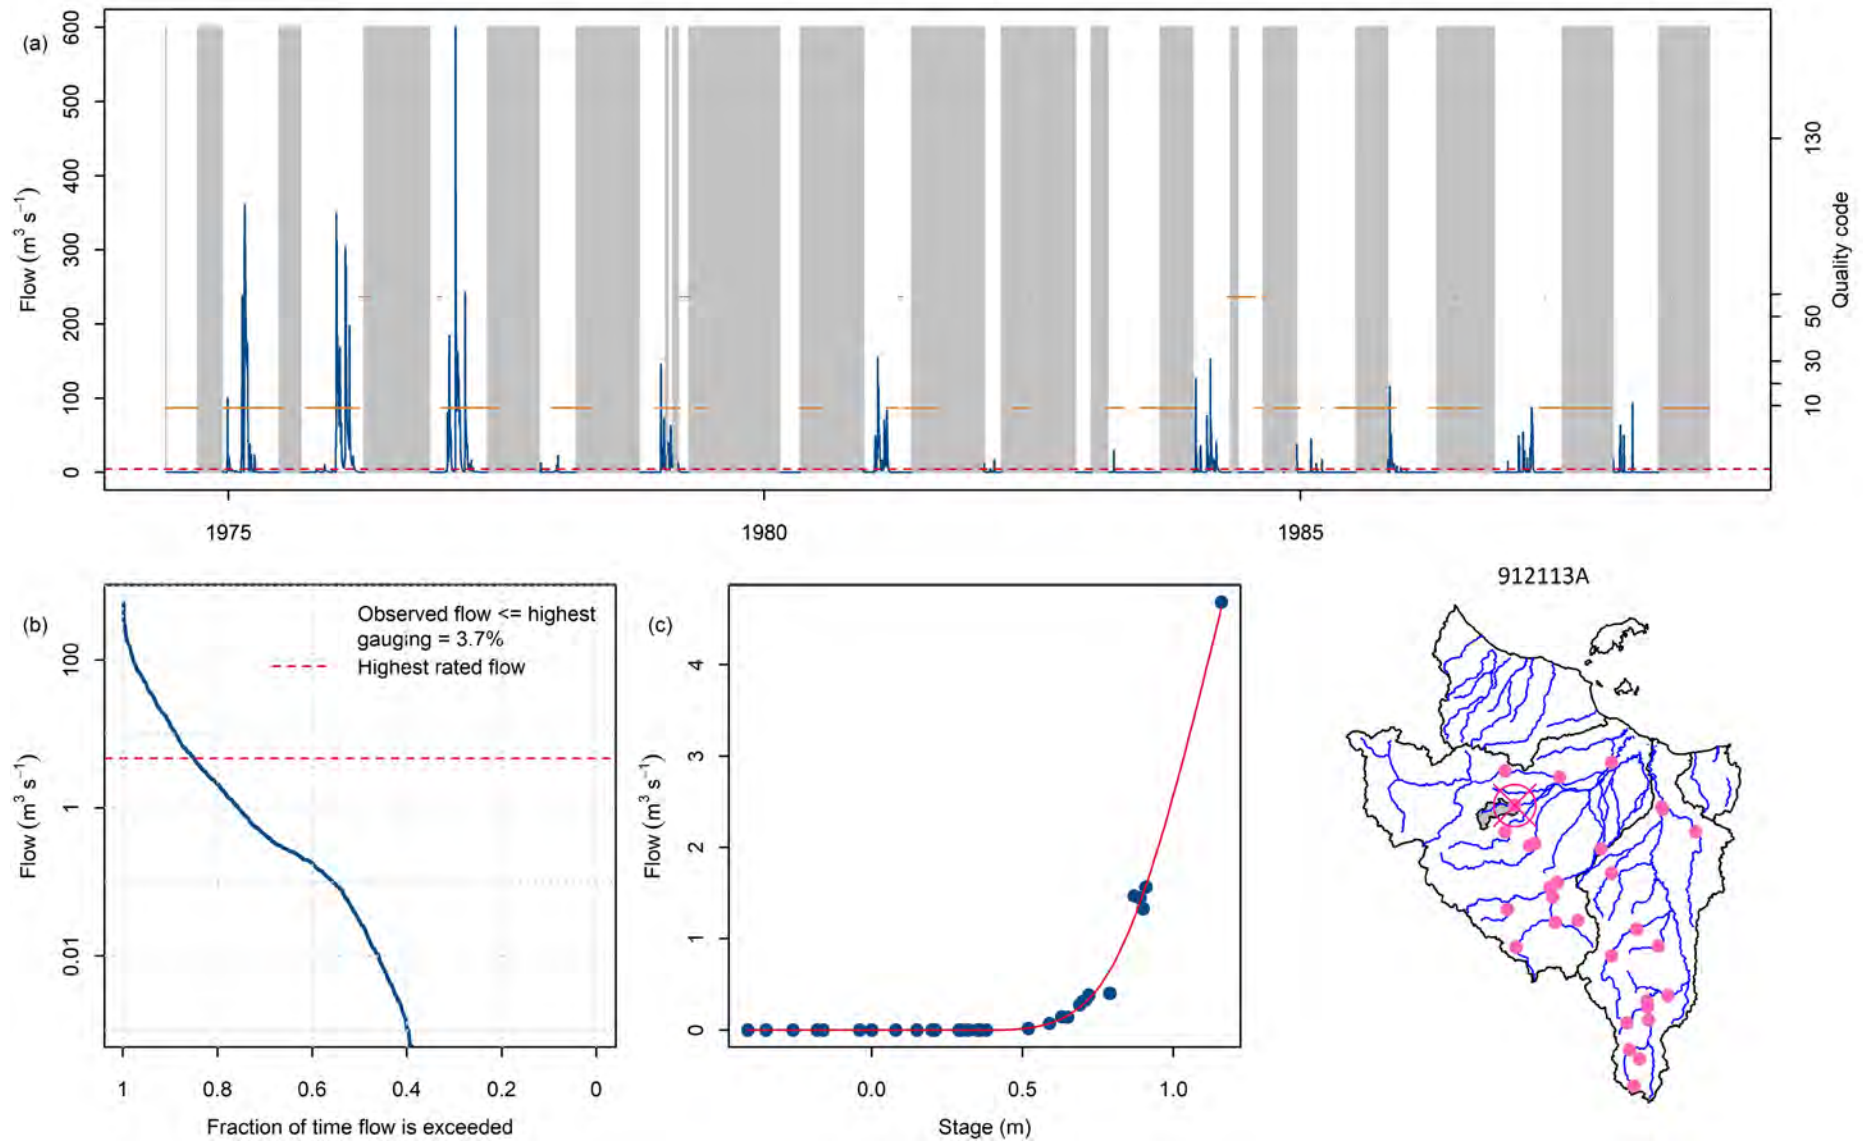 (a)
600
500
400
300
200
100
0
Flow (m³ s⁻¹)
130
50
30
10
Quality code
1975 1980 1985
(b)
100
1
0.01
Flow (m³ s⁻¹)
Observed flow <= highest
gauging = 3.7%
Highest rated flow
1 0.8 0.6 0.4 0.2 0
Fraction of time flow is exceeded
(c)
4
3
2
1
0
Flow (m³ s⁻¹)
0.0 0.5 1.0
Stage (m)
912113A